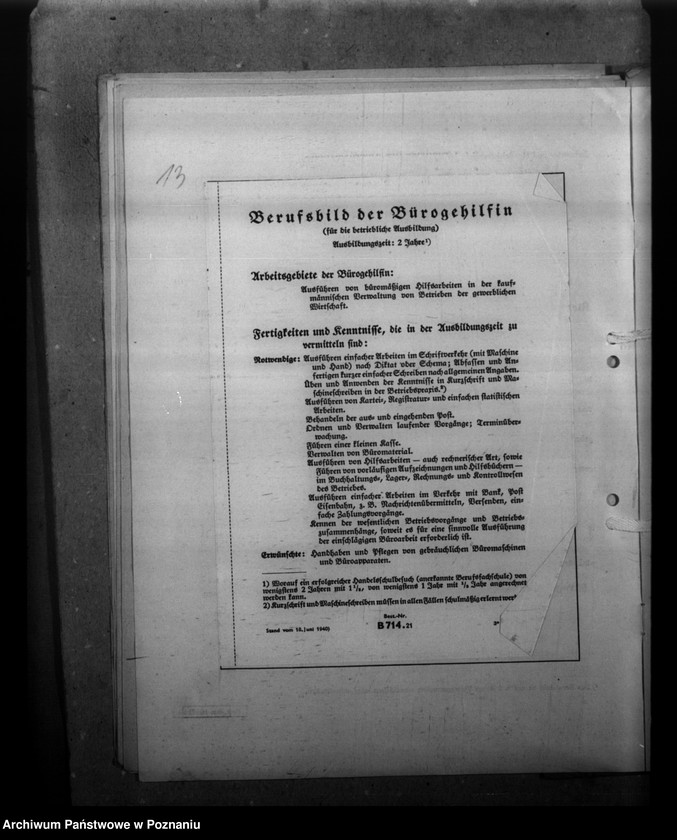 13
Berufsbild der Bürogehilfin
(für die betriebliche Ausbildung)
Ausbildungszeit: 2 Jahre¹)
Arbeitsgebiete der Bürogehilfin:
Ausführen von büromäßigen Hilfsarbeiten in der kauf-
männischen Verwaltung von Betrieben der gewerblichen
Wirtschaft.
Fertigkeiten und Kenntnisse, die in der Ausbildungszeit zu
vermitteln sind:
Notwendige: Ausführen einfacher Arbeiten im Schriftverkehr (mit Maschine
und Hand) nach Diktat oder Schema; Abfassen und An-
fertigen kurzer einfacher Schreiben nach allgemeinen Angaben.
Üben und Anwenden der Kenntnisse in Kurzschrift und Ma-
schineschreiben in der Betriebspraxis.²)
Ausführen von Kartei-, Registratur- und einfachen statistischen
Arbeiten.
Behandeln der aus- und eingehenden Post.
Ordnen und Verwalten laufender Vorgänge; Terminüber-
wachung.
Führen einer kleinen Kasse.
Verwalten von Büromaterial.
Ausführen von Hilfsarbeiten — auch rechnerischer Art, sowie
Führen von vorläufigen Aufzeichnungen und Hilfsbüchern —
im Buchhaltungs-, Lager-, Rechnungs- und Kontrollwesen
des Betriebes.
Ausführen einfacher Arbeiten im Verkehr mit Bank, Post
Eisenbahn, z. B. Nachrichtenübermitteln, Versenden, ein-
fache Zahlungsvorgänge.
Kennen der wesentlichen Betriebsvorgänge und Betriebs-
zusammenhänge, soweit es für eine sinnvolle Ausführung
der einschlägigen Büroarbeit erforderlich ist.
Erwünschte: Handhaben und Pflegen von gebräuchlichen Büromaschinen
und Büroapparaten.
1) Worauf ein erfolgreicher Handelsschulbesuch (anerkannte Berufsfachschule) von
wenigstens 2 Jahren mit 1¹/₂, von wenigstens 1 Jahr mit ¹/₂ Jahr angerechnet
werden kann.
2) Kurzschrift und Maschineschreiben müssen in allen Fällen schulmäßig erlernt wer
Best.-Nr.
(Stand vom 15. Juni 1940) B 714. 21 2*
Archiwum Państwowe w Poznaniu